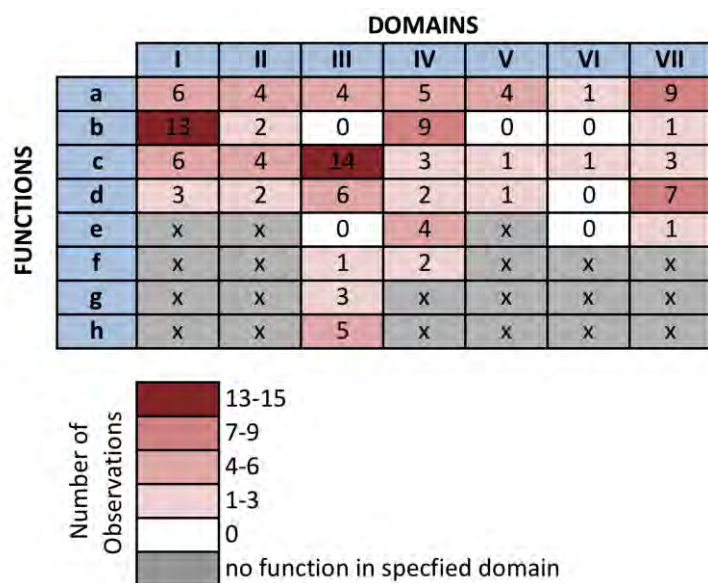 DOMAINS
I II III IV V VI VII
FUNCTIONS
a 6 4 4 5 4 1 9
b 13 2 0 9 0 0 1
c 6 4 14 3 1 1 3
d 3 2 6 2 1 0 7
e x x 0 4 x 0 1
f x x 1 2 x x x
g x x 3 x x x x
h x x 5 x x x x
Number of
Observations
13-15
7-9
4-6
1-3
0
no function in specfied domain